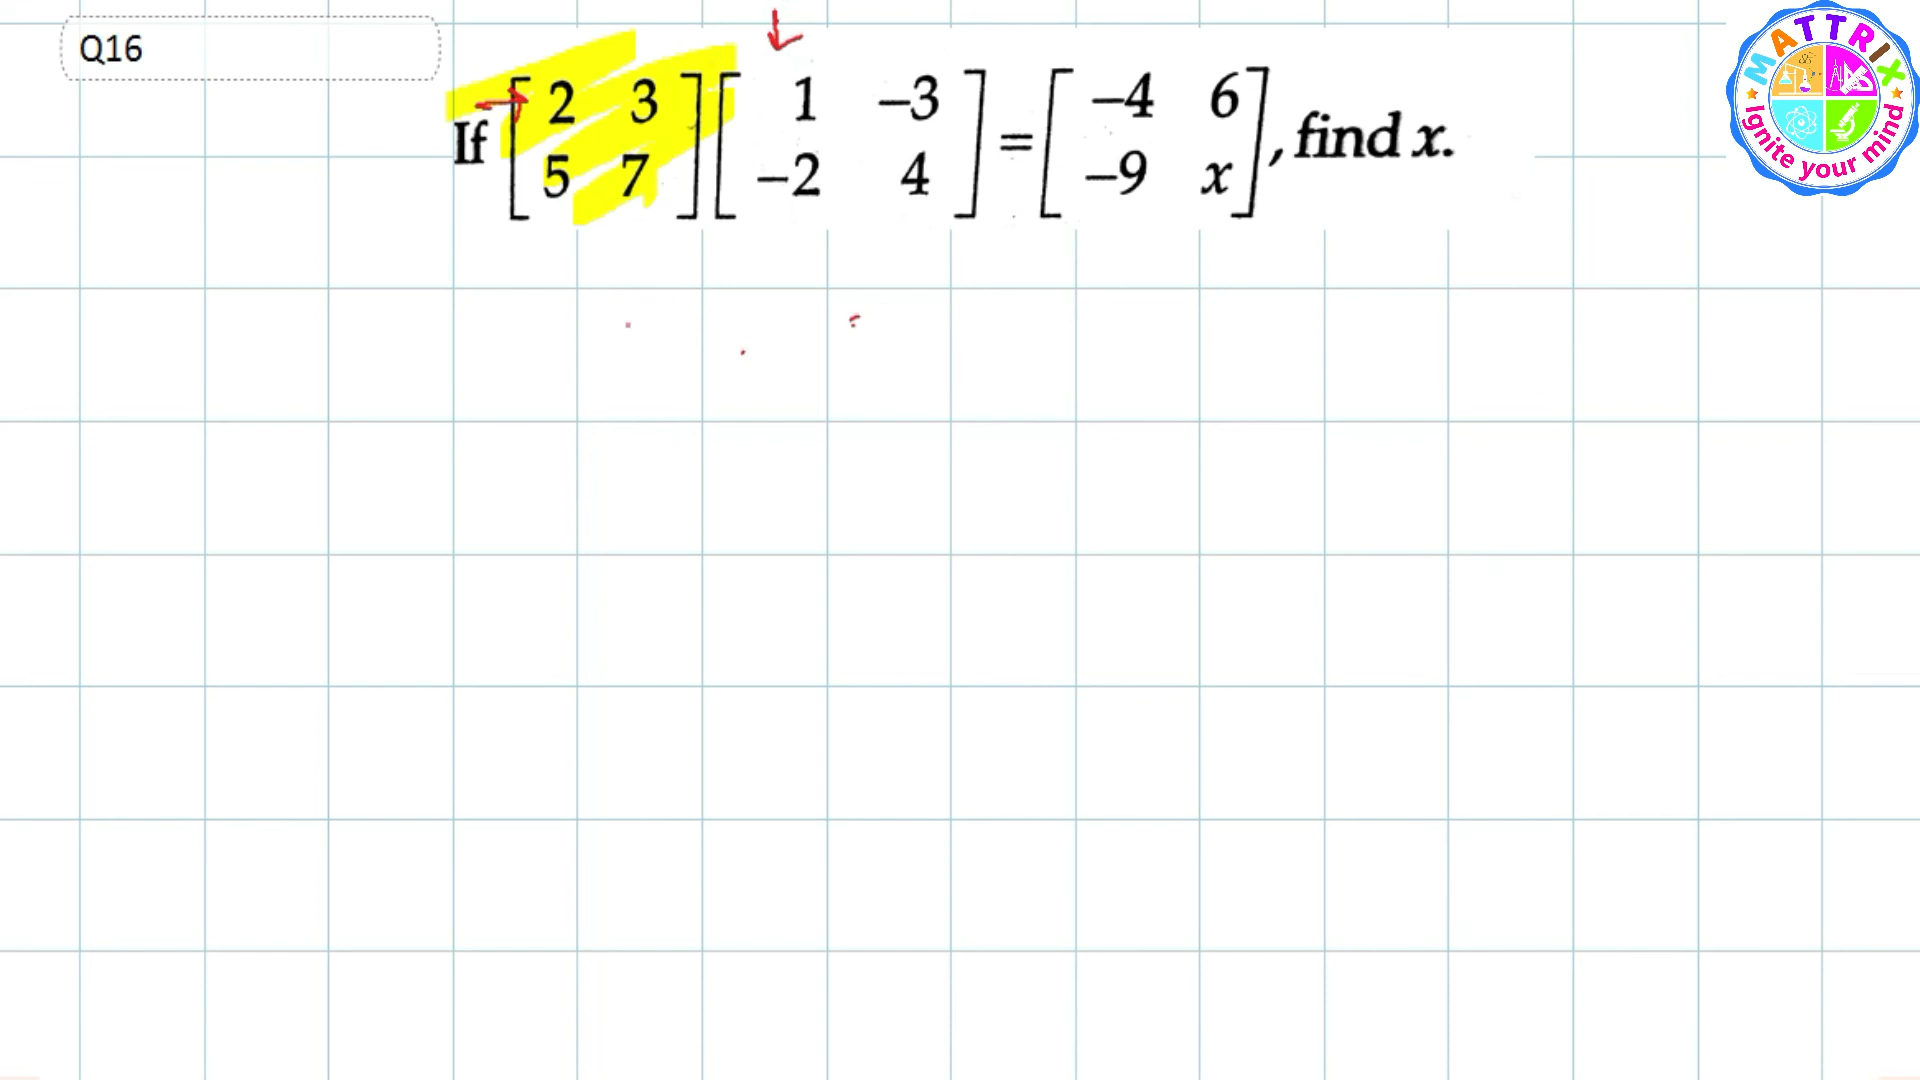 Q16
If [2 3
5 7] [1 –3
–2 4] = [–4 6
–9 x], find x.
MATTRIX
Ignite your mind